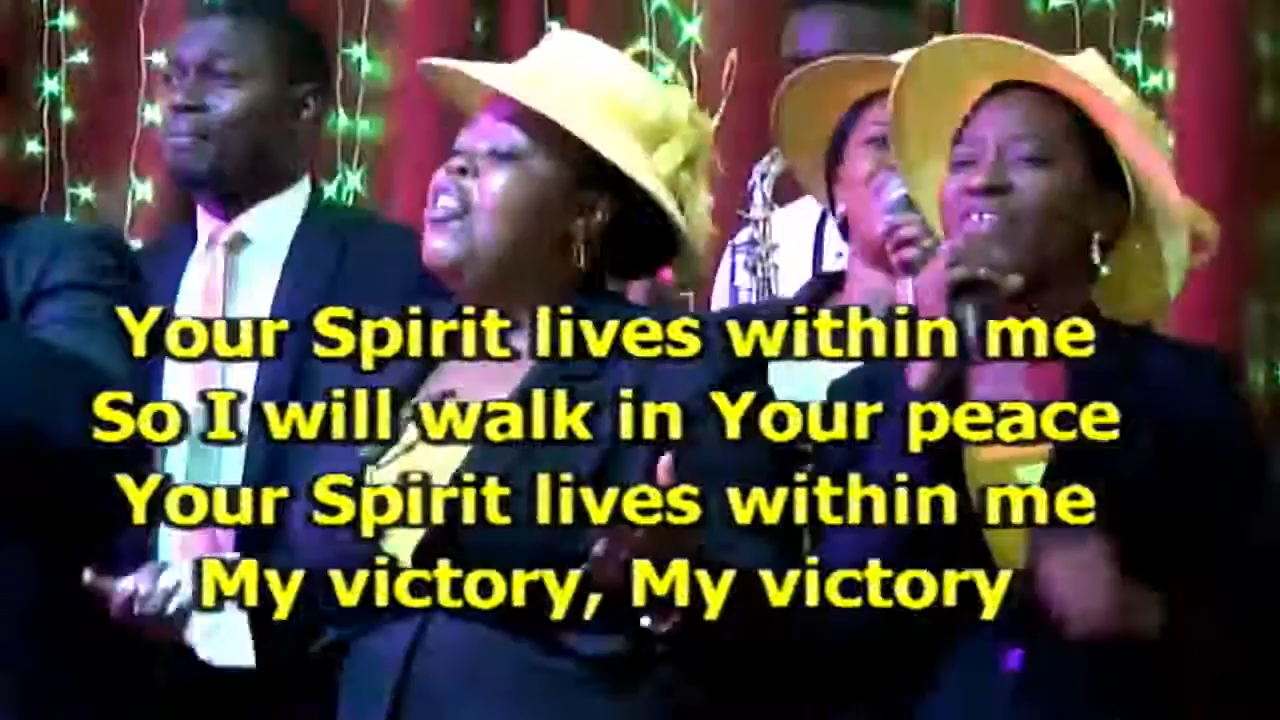 Your Spirit lives within me
So I will walk in Your peace
Your Spirit lives within me
My victory, My victory